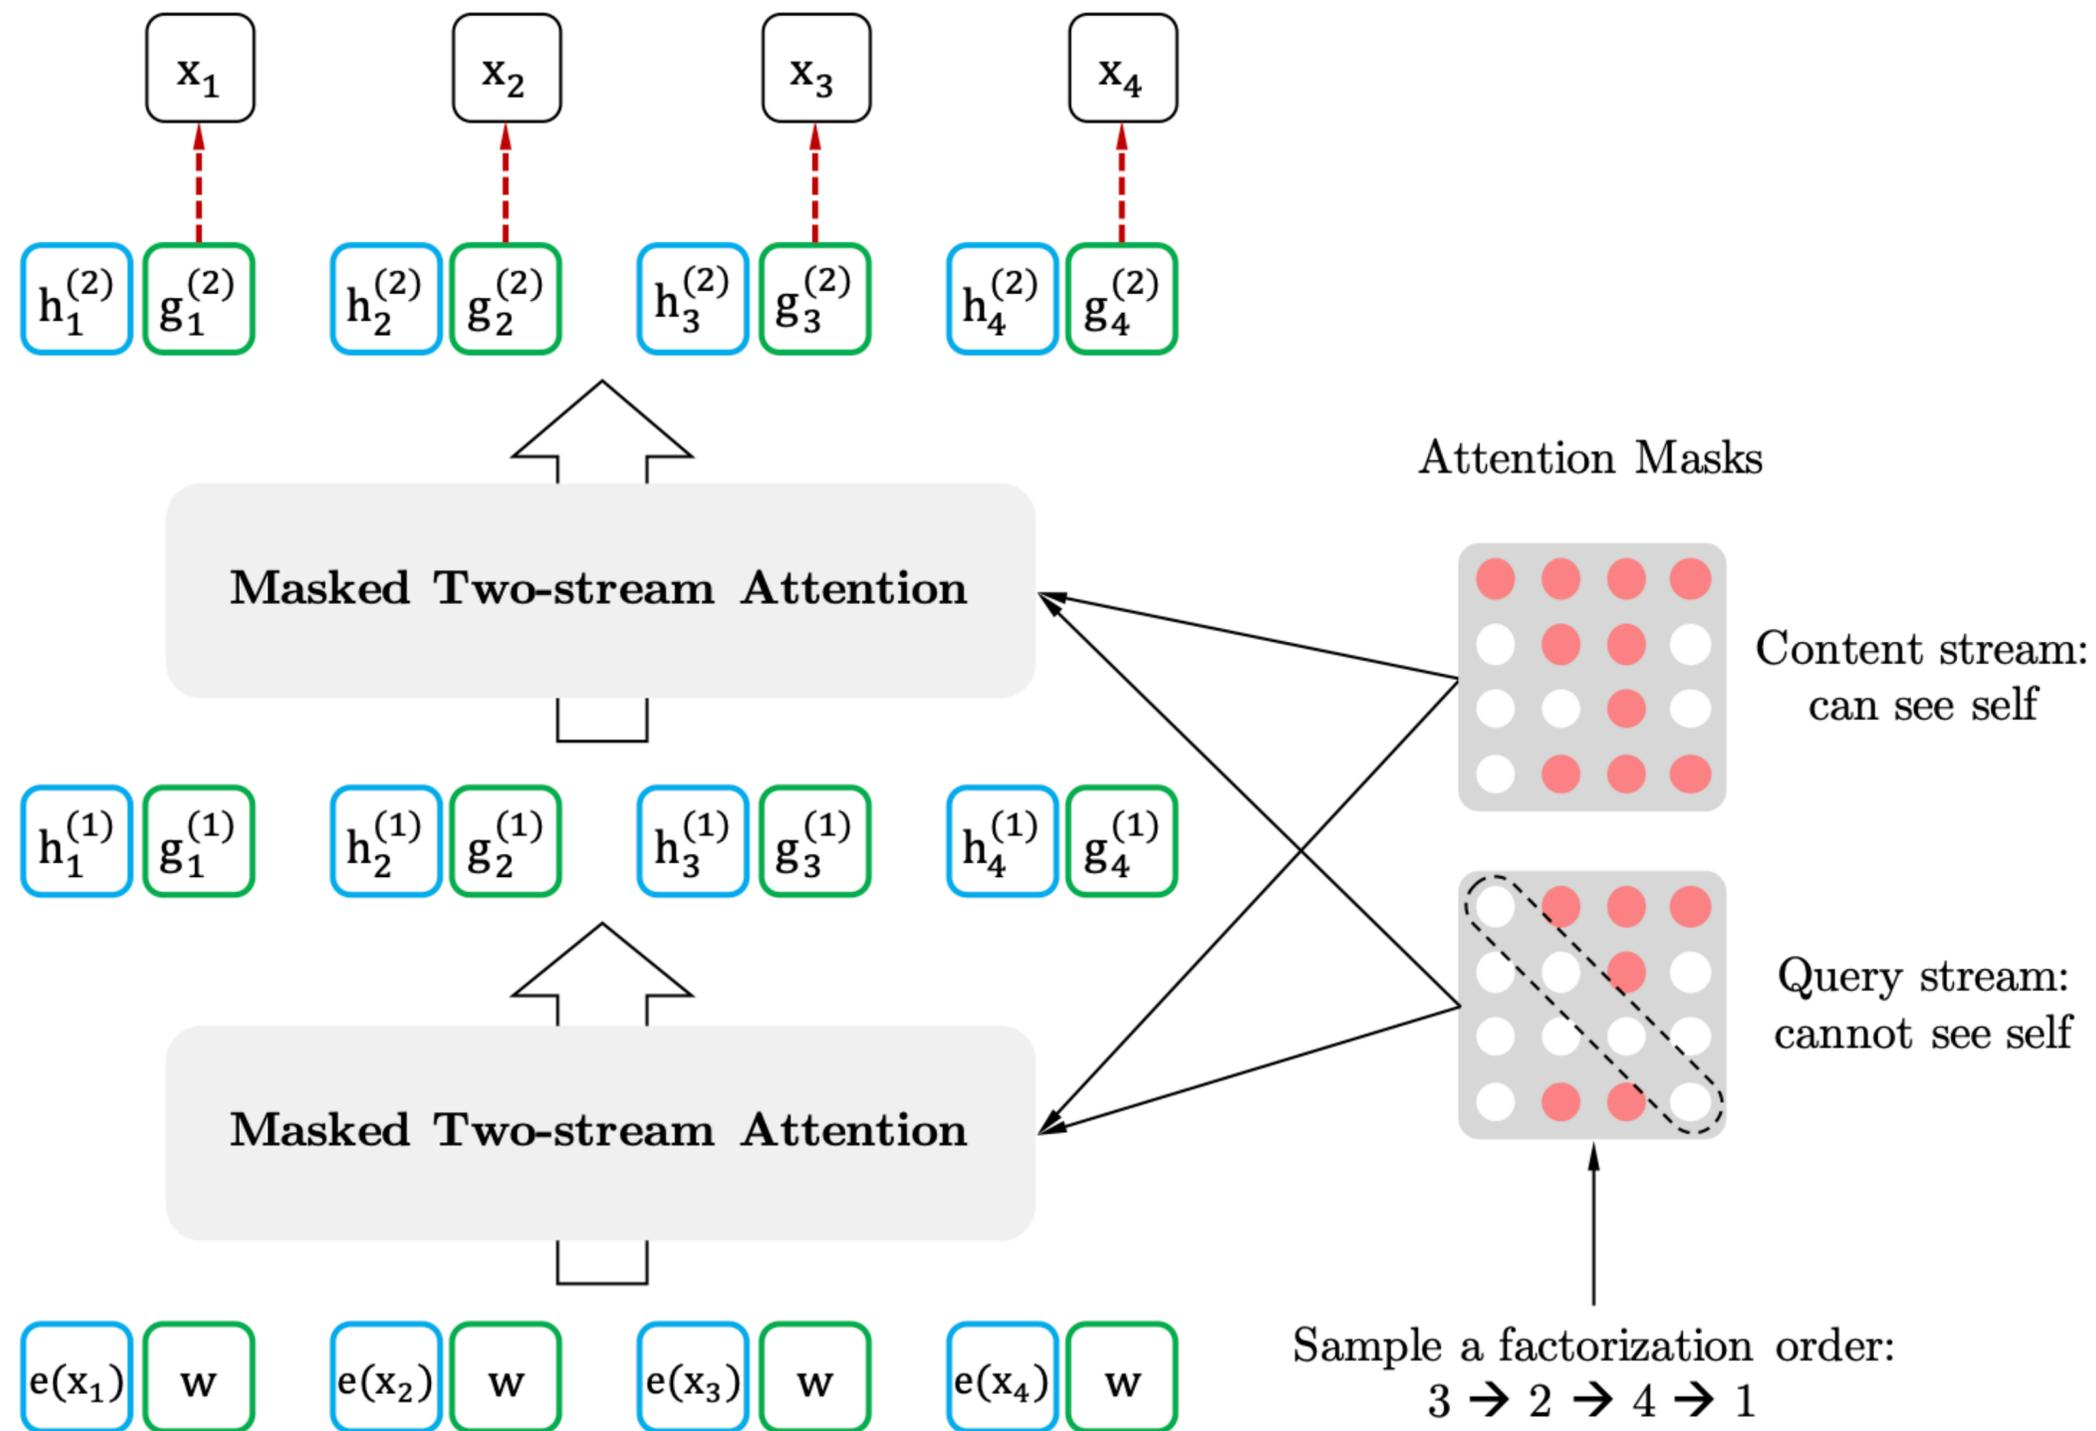 x₁ x₂ x₃ x₄
h₁⁽²⁾ g₁⁽²⁾ h₂⁽²⁾ g₂⁽²⁾ h₃⁽²⁾ g₃⁽²⁾ h₄⁽²⁾ g₄⁽²⁾
Masked Two-stream Attention
h₁⁽¹⁾ g₁⁽¹⁾ h₂⁽¹⁾ g₂⁽¹⁾ h₃⁽¹⁾ g₃⁽¹⁾ h₄⁽¹⁾ g₄⁽¹⁾
Masked Two-stream Attention
e(x₁) w e(x₂) w e(x₃) w e(x₄) w
Attention Masks
Content stream:
can see self
Query stream:
cannot see self
Sample a factorization order:
3 → 2 → 4 → 1